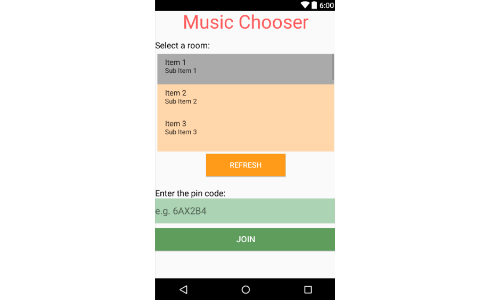 6:00
Music Chooser
Select a room:
Item 1
Sub Item 1
Item 2
Sub Item 2
Item 3
Sub Item 3
REFRESH
Enter the pin code:
e.g. 6AX2B4
JOIN